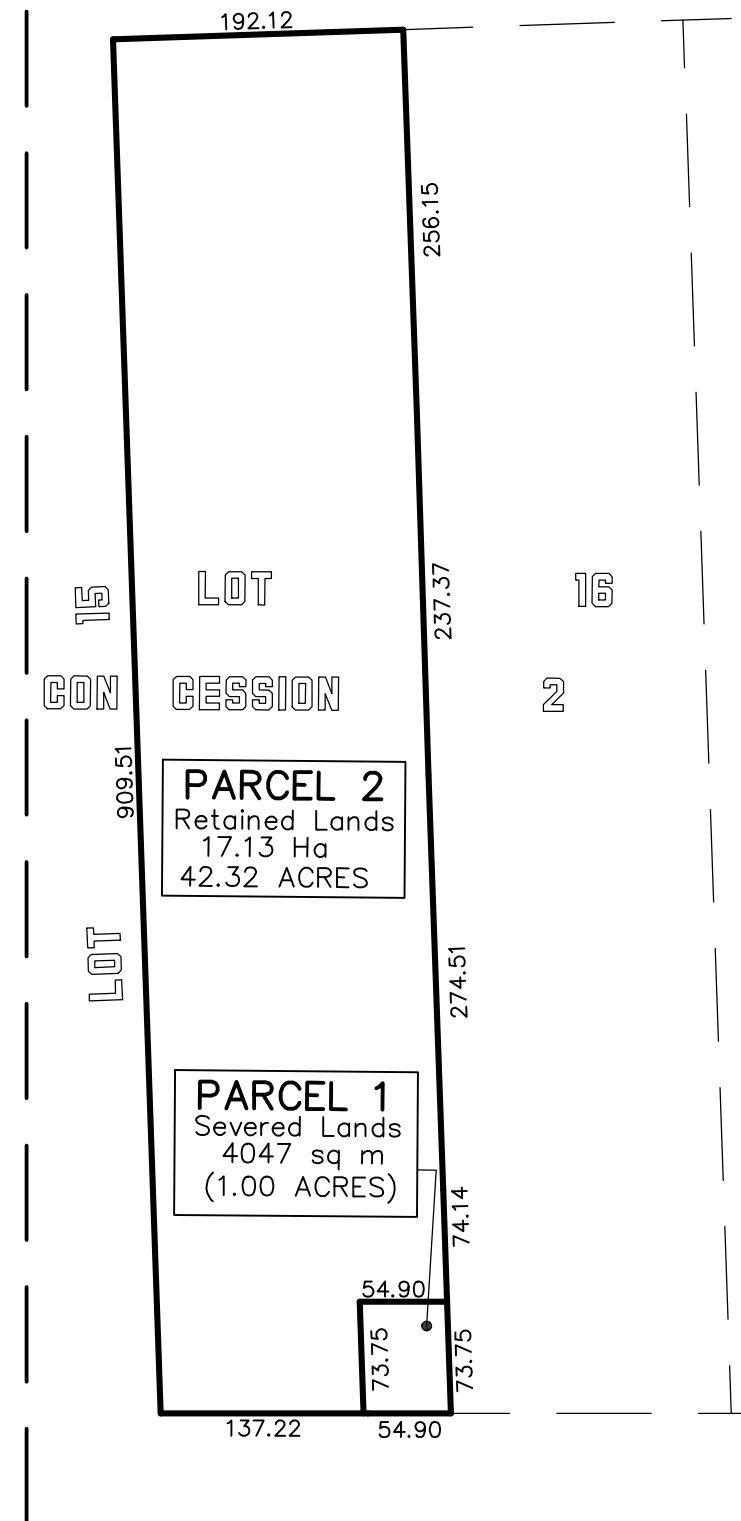 192.12
256.15
237.37
LOT 16
15
CON CESSION 2
909.51
PARCEL 2
Retained Lands
17.13 Ha
42.32 ACRES
LOT
274.51
PARCEL 1
Severed Lands
4047 sq m
(1.00 ACRES)
74.14
54.90
73.75
73.75
137.22
54.90